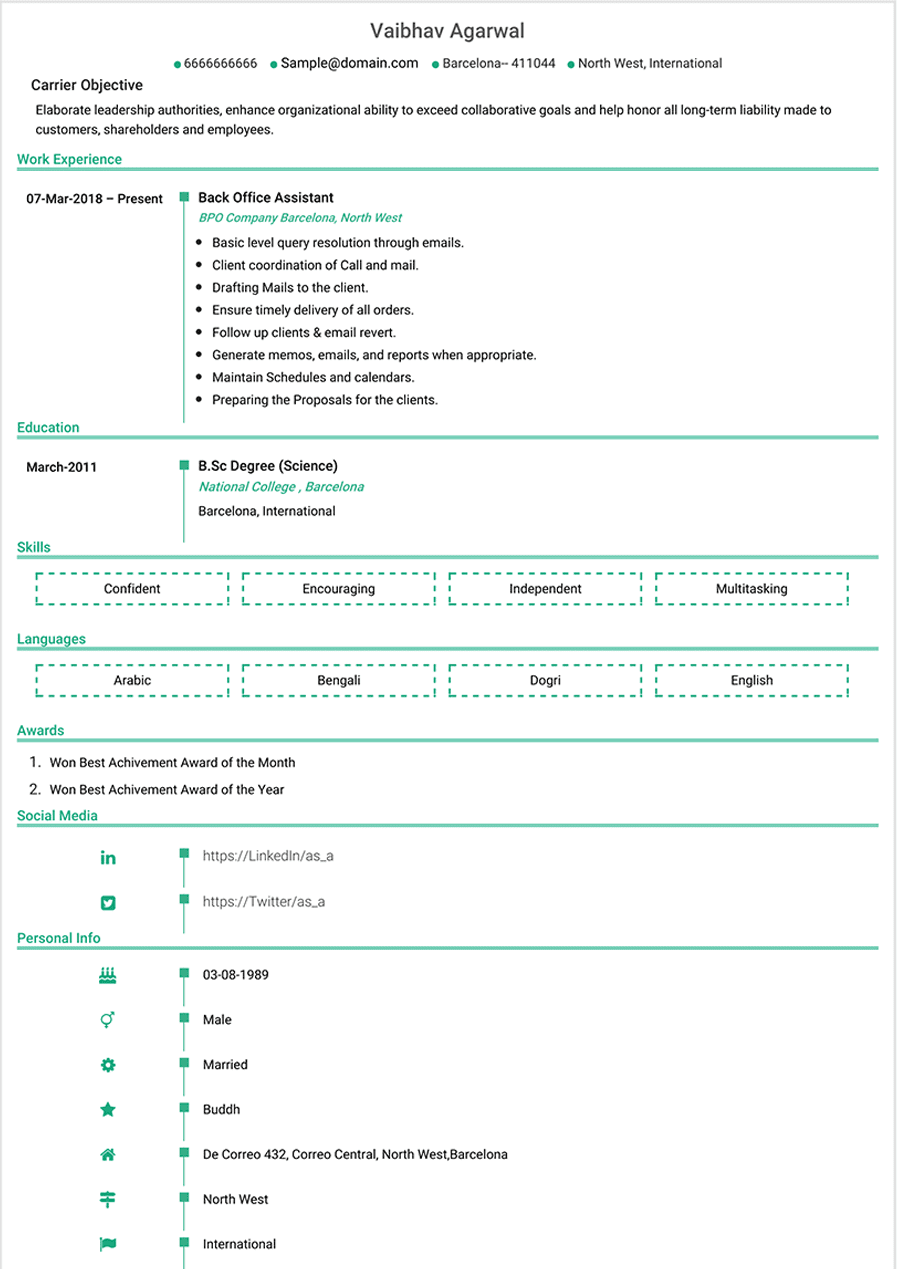 Vaibhav Agarwal
6666666666 Sample@domain.com Barcelona-- 411044 North West, International
Carrier Objective
Elaborate leadership authorities, enhance organizational ability to exceed collaborative goals and help honor all long-term liability made to
customers, shareholders and employees.
Work Experience
07-Mar-2018 – Present
Back Office Assistant
BPO Company Barcelona, North West
• Basic level query resolution through emails.
• Client coordination of Call and mail.
• Drafting Mails to the client.
• Ensure timely delivery of all orders.
• Follow up clients & email revert.
• Generate memos, emails, and reports when appropriate.
• Maintain Schedules and calendars.
• Preparing the Proposals for the clients.
Education
March-2011
B.Sc Degree (Science)
National College , Barcelona
Barcelona, International
Skills
Confident Encouraging Independent Multitasking
Languages
Arabic Bengali Dogri English
Awards
1. Won Best Achivement Award of the Month
2. Won Best Achivement Award of the Year
Social Media
in https://LinkedIn/as_a
https://Twitter/as_a
Personal Info
03-08-1989
Male
Married
Buddh
De Correo 432, Correo Central, North West,Barcelona
North West
International